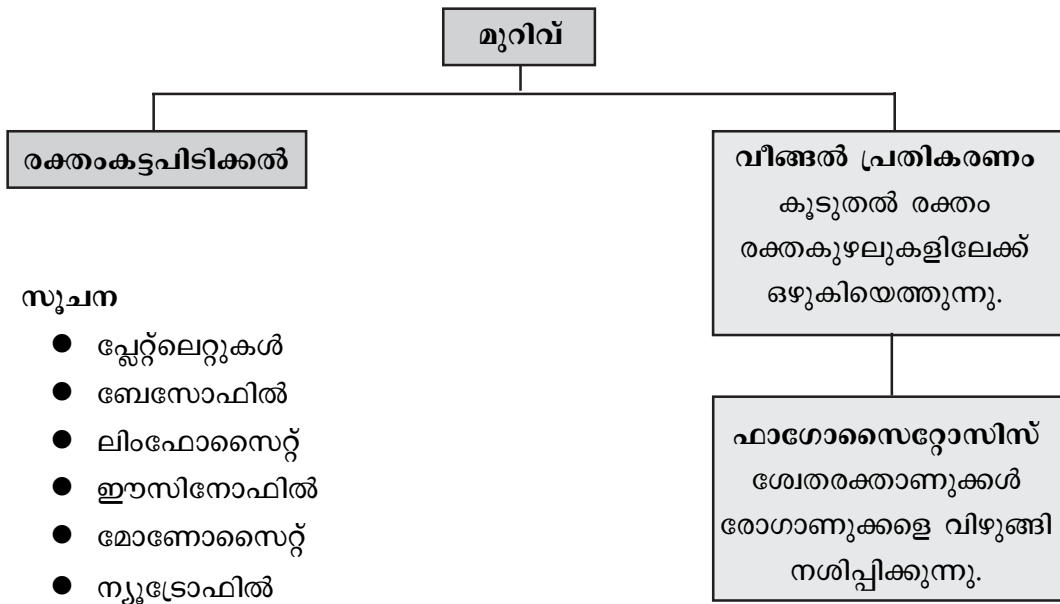 മുറിവ്
രക്തംകട്ടപിടിക്കൽ
വീങ്ങൽ പ്രതികരണം
കൂടുതൽ രക്തം
രക്തകുഴലുകളിലേക്ക്
ഒഴുകിയെത്തുന്നു.
സൂചന
● പ്ലേറ്റ്ലെറ്റുകൾ
● ബേസോഫിൽ
● ലിംഫോസൈറ്റ്
● ഈസിനോഫിൽ
● മോണോസൈറ്റ്
● ന്യൂട്രോഫിൽ
ഫാഗോസൈറ്റോസിസ്
ശ്വേതരക്താണുക്കൾ
രോഗാണുക്കളെ വിഴുങ്ങി
നശിപ്പിക്കുന്നു.